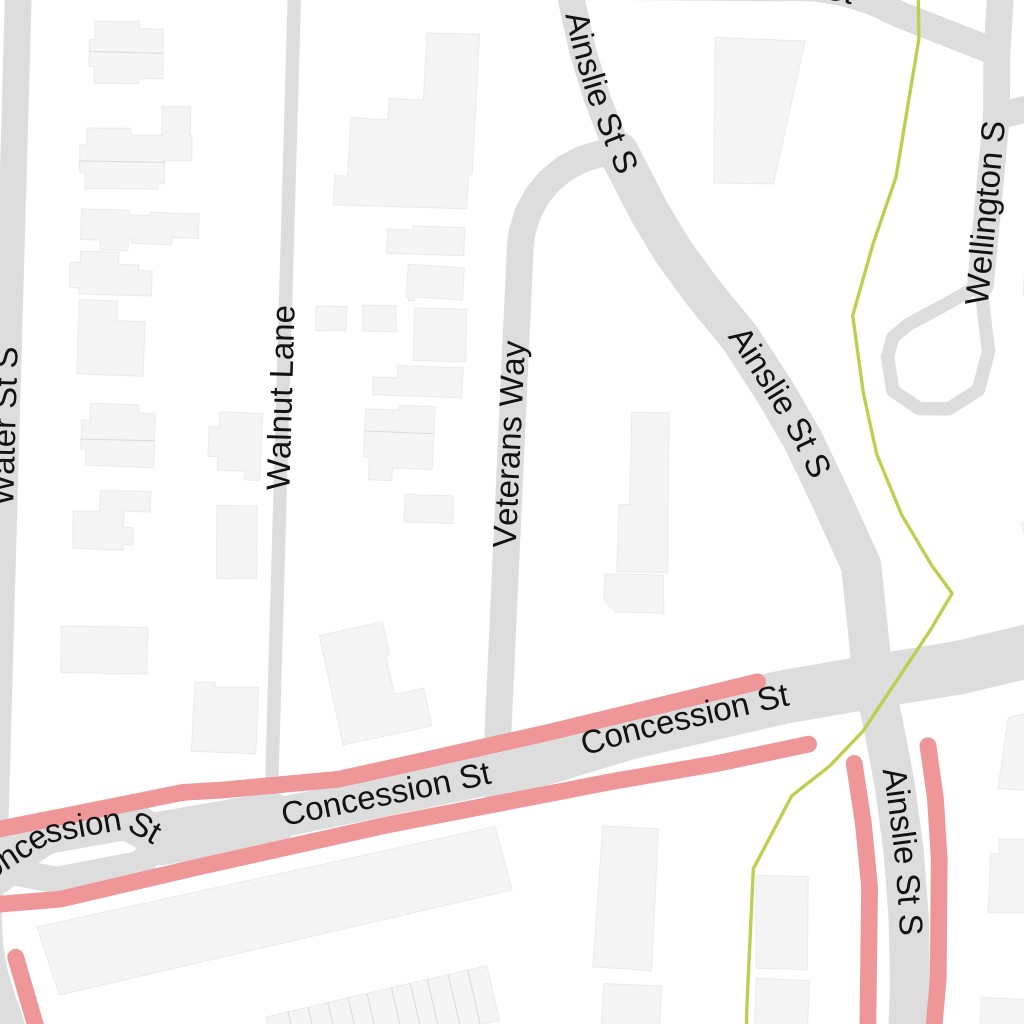 Ainslie St S
Wellington S
Water St S
Walnut Lane
Veterans Way
Ainslie St S
Concession St
Concession St
ncession St
Ainslie St S